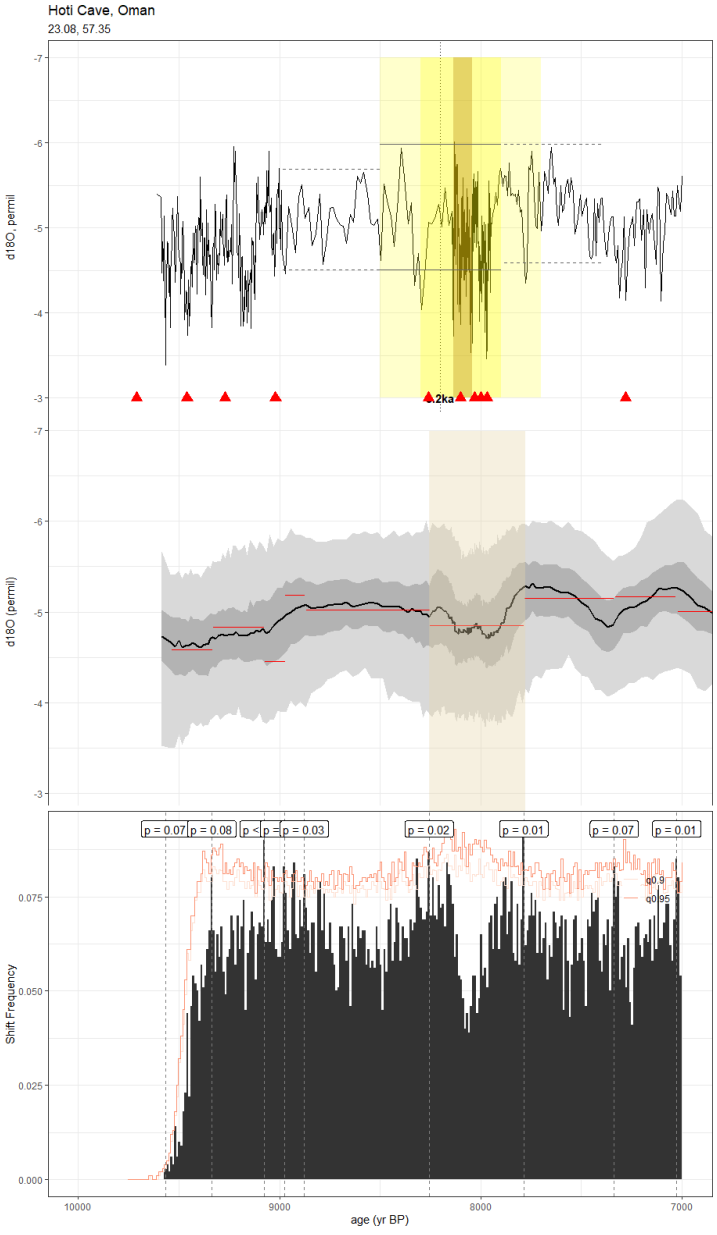 Hoti Cave, Oman
23.08, 57.35
-7
-6
-5
-4
-3
d18O, permil
.2ka
-7
-6
-5
-4
-3
d18O (permil)
p = 0.07 p = 0.08 p < p = p = 0.03 p = 0.02 p = 0.01 p = 0.07 p = 0.01
q0.9
q0.95
0.075
0.050
0.025
0.000
Shift Frequency
10000 9000 8000 7000
age (yr BP)